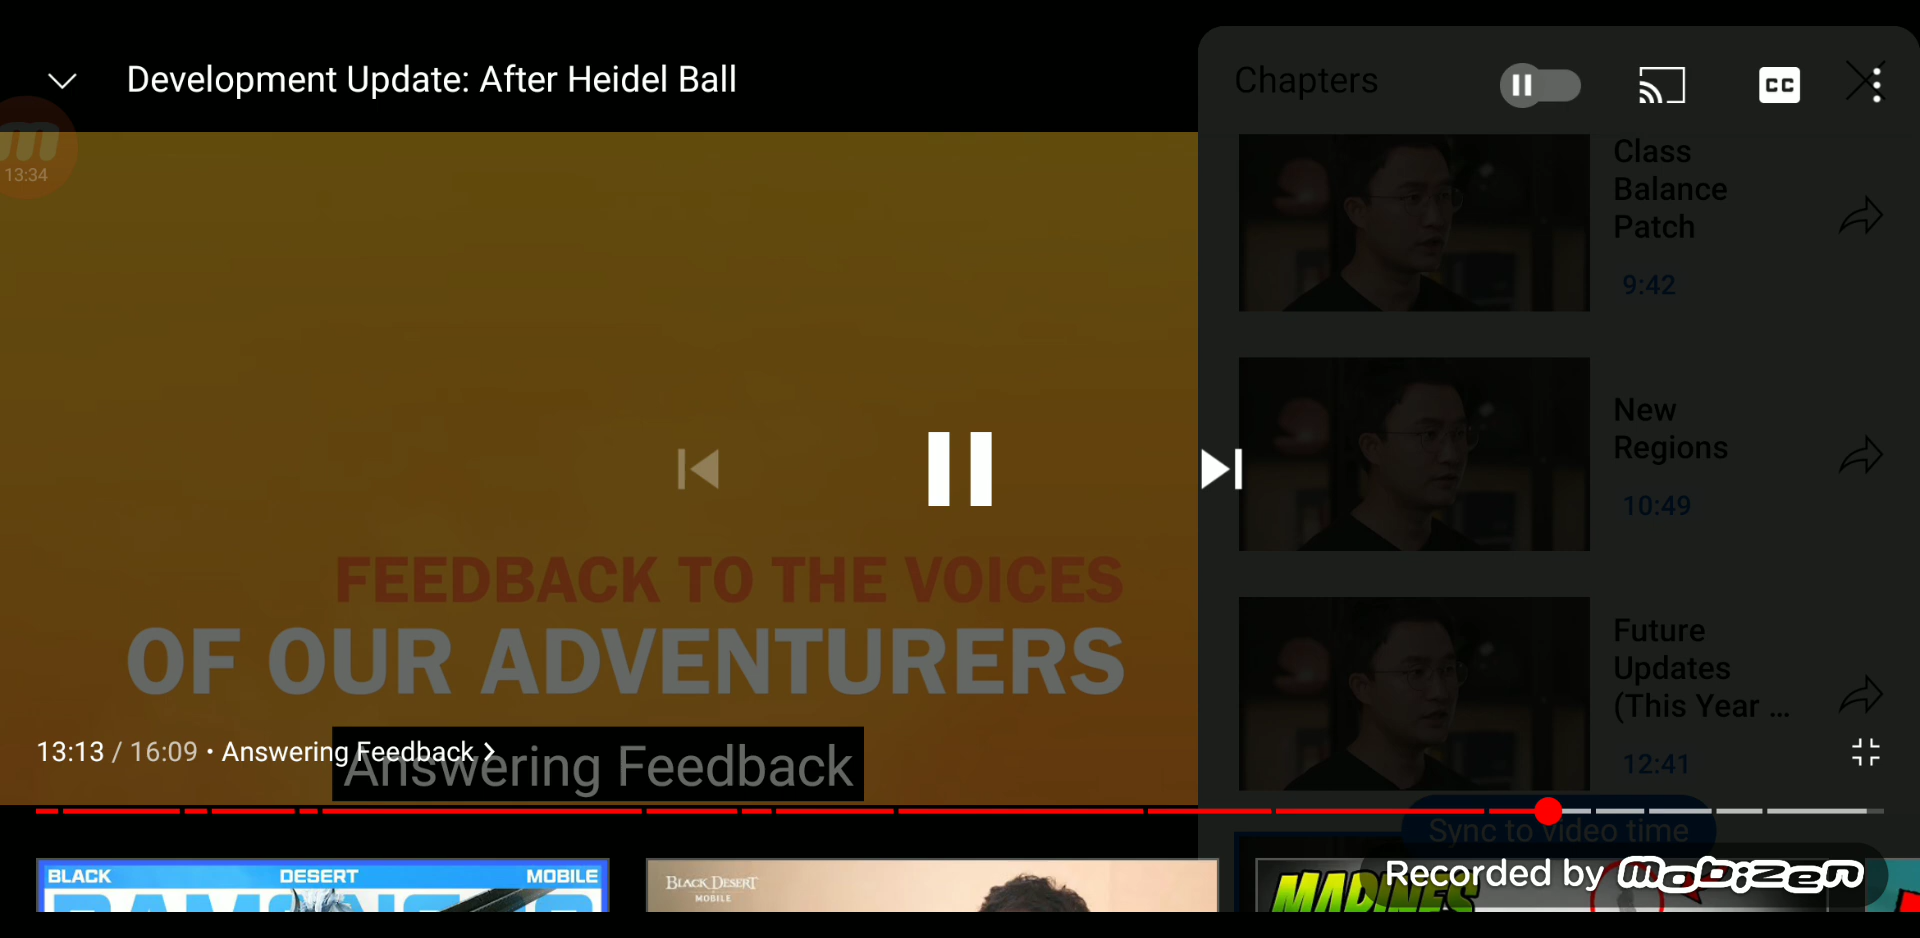 Development Update: After Heidel Ball
Chapters
CC
13:34
Class
Balance
Patch
9:42
New
Regions
10:49
FEEDBACK TO THE VOICES
OF OUR ADVENTURERS
Future
Updates
(This Year ...
12:41
13:13 / 16:09 • Answering Feedback
Answering Feedback
Sync to video time
BLACK DESERT MOBILE
BLACK DESERT
MOBILE
Recorded by mobizen